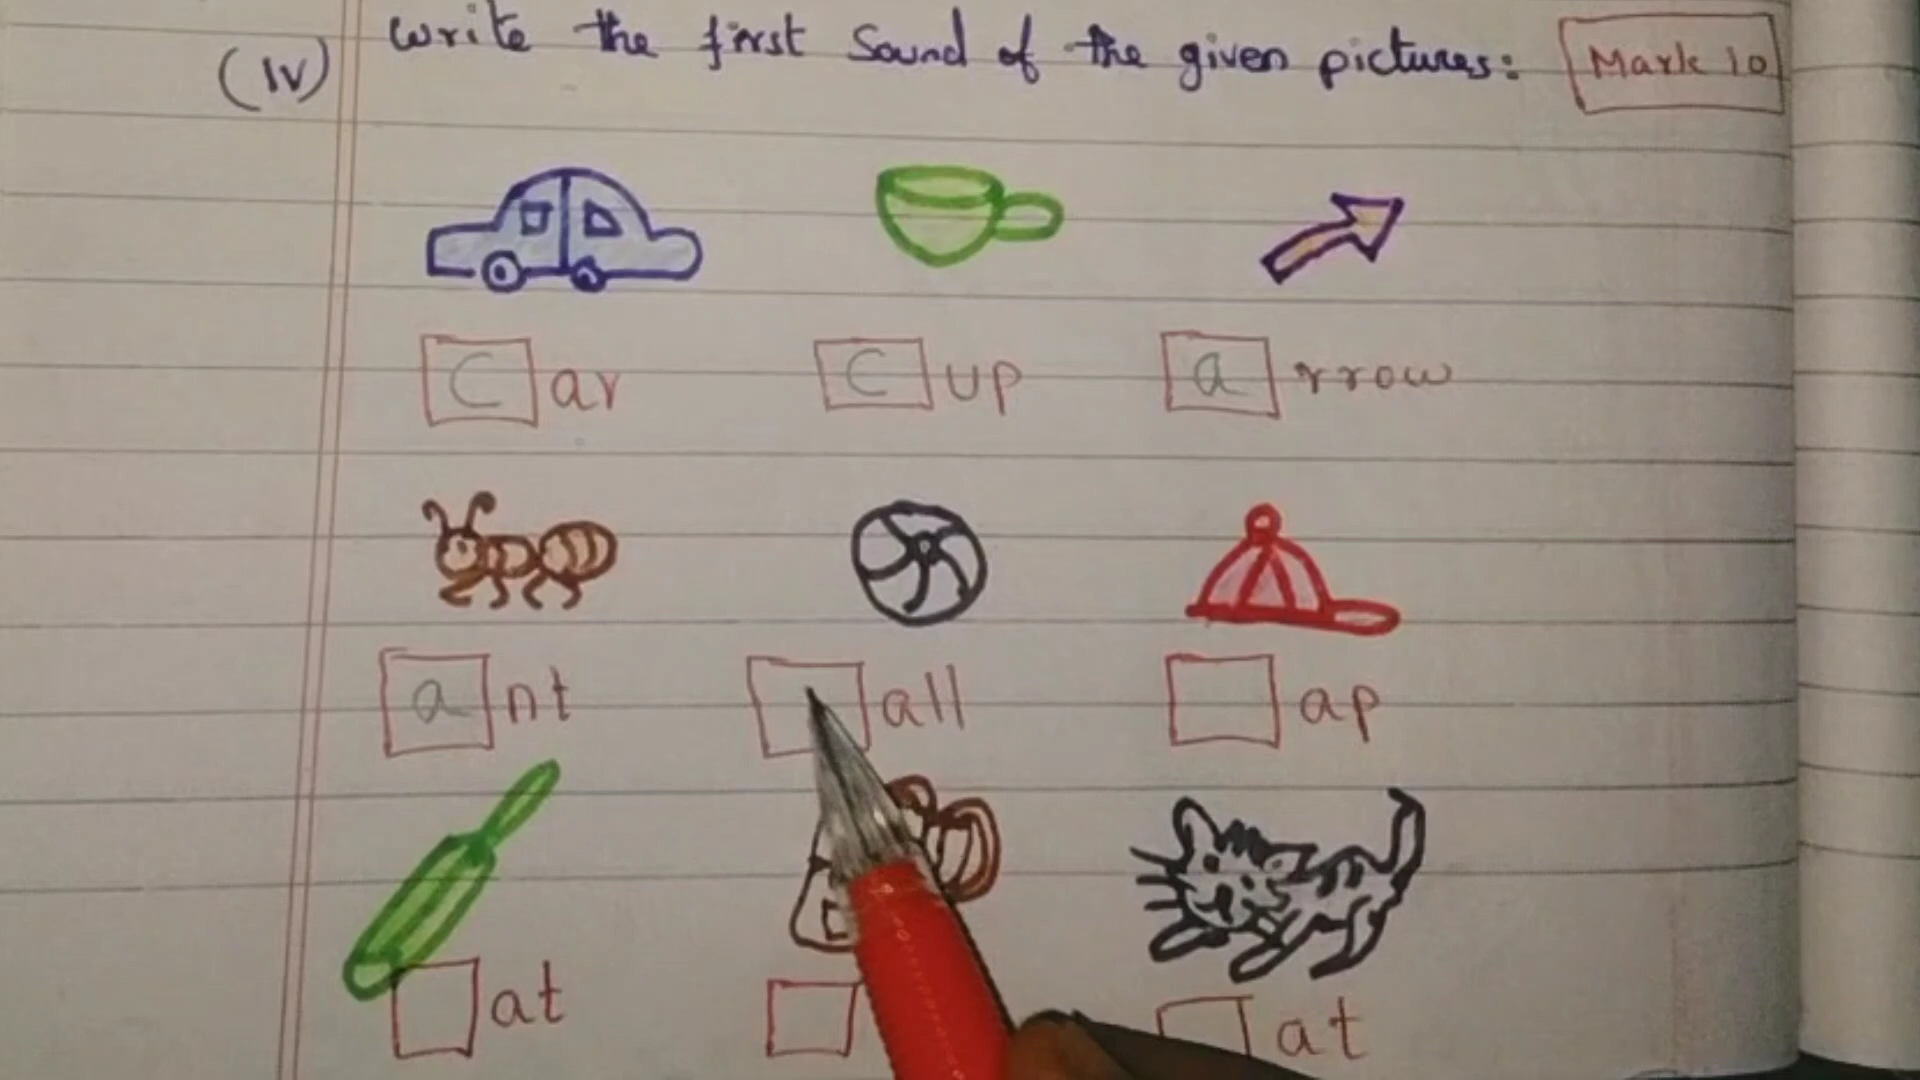 (IV) Write the first Sound of the given pictures: Mark 10
C ar C up a rrow
a nt all ap
at at